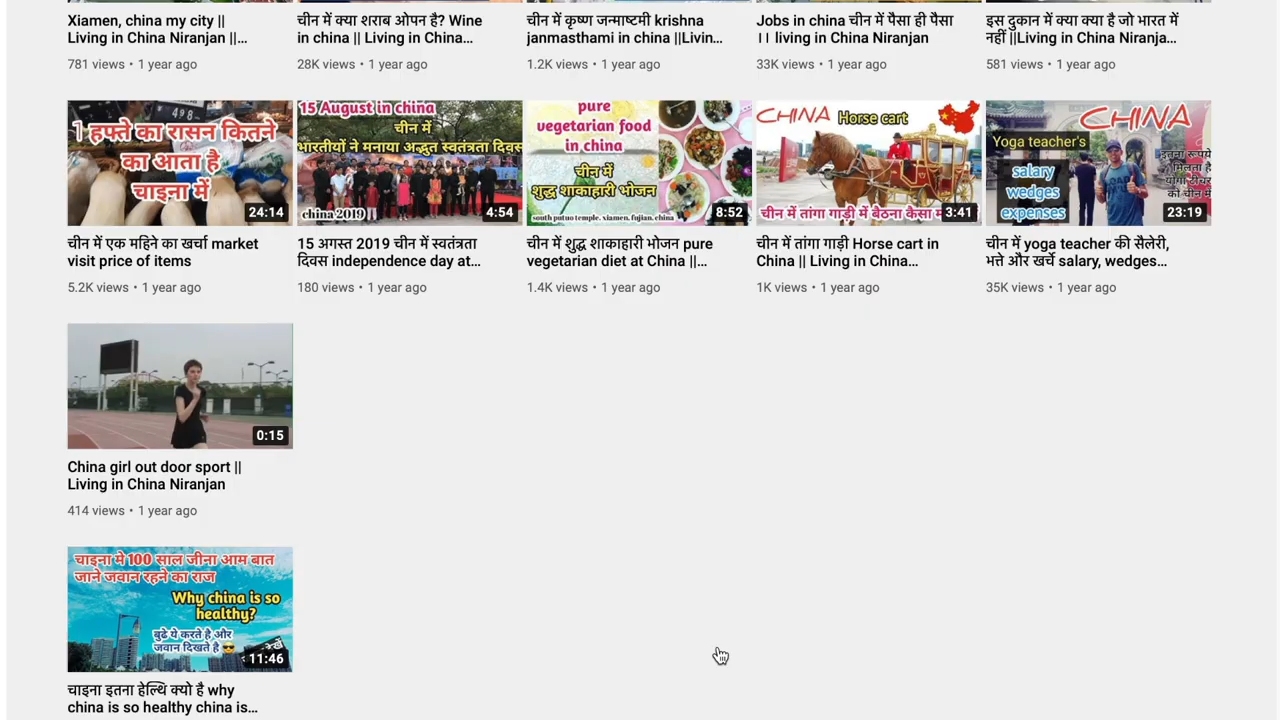 Xiamen, china my city ||
Living in China Niranjan ||...
781 views • 1 year ago
चीन में क्या शराब ओपन है? Wine
in china || Living in China...
28K views • 1 year ago
चीन में कृष्ण जन्माष्टमी krishna
janmasthami in china ||Livin...
1.2K views • 1 year ago
Jobs in china चीन में पैसा ही पैसा
।। living in China Niranjan
33K views • 1 year ago
इस दुकान में क्या क्या है जो भारत में
नहीं ||Living in China Niranja...
581 views • 1 year ago
498
1 हफ्ते का रासन कितने
का आता है
चाइना में
24:14
चीन में एक महिने का खर्चा market
visit price of items
5.2K views • 1 year ago
15 August in china
चीन में
भारतीयों ने मनाया अद्भुत स्वतंत्रता दिवस
china 2019
4:54
15 अगस्त 2019 चीन में स्वतंत्रता
दिवस independence day at...
180 views • 1 year ago
pure
vegetarian food
in china
चीन में
शुद्ध शाकाहारी भोजन
south putuo temple. xiamen, fujian, china
8:52
चीन में शुद्ध शाकाहारी भोजन pure
vegetarian diet at China ||...
1.4K views • 1 year ago
CHINA Horse cart
चीन में तांगा गाड़ी में बैठना कैसा
3:41
चीन में तांगा गाड़ी Horse cart in
China || Living in China...
1K views • 1 year ago
CHINA
Yoga teacher's
salary
wedges
expenses
इतना रूपये
मिलता है
योगा टीचर
को चीन में
23:19
चीन में yoga teacher की सैलेरी,
भत्ते और खर्चे salary, wedges...
35K views • 1 year ago
0:15
China girl out door sport ||
Living in China Niranjan
414 views • 1 year ago
चाइना मे 100 साल जीना आम बात
जाने जवान रहने का राज
Why china is so
healthy?
बुढे ये करते है और
जवान दिखते है
11:46
चाइना इतना हेल्थि क्यो है why
china is so healthy china is...